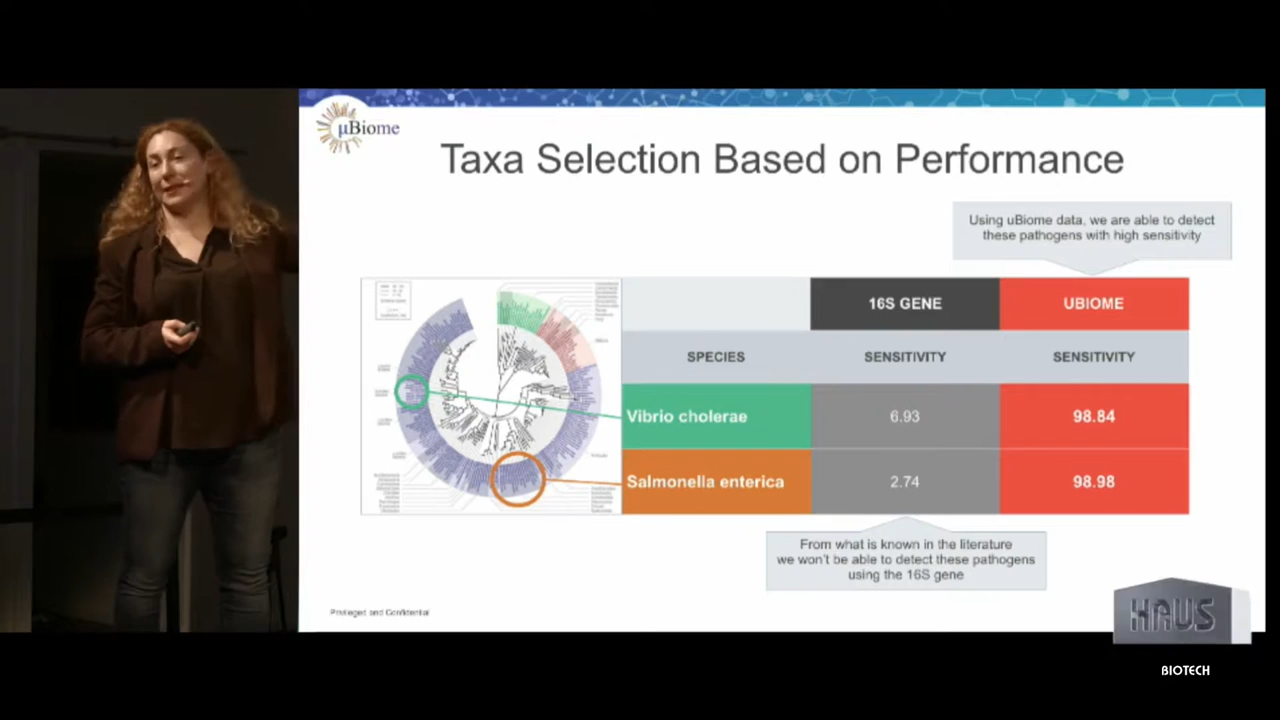 µBiome
Taxa Selection Based on Performance
Using uBiome data, we are able to detect
these pathogens with high sensitivity
16S GENE
UBIOME
SPECIES
SENSITIVITY
SENSITIVITY
Vibrio cholerae
6.93
98.84
Salmonella enterica
2.74
98.98
From what is known in the literature
we won't be able to detect these pathogens
using the 16S gene
Privileged and Confidential
HAUS
BIOTECH